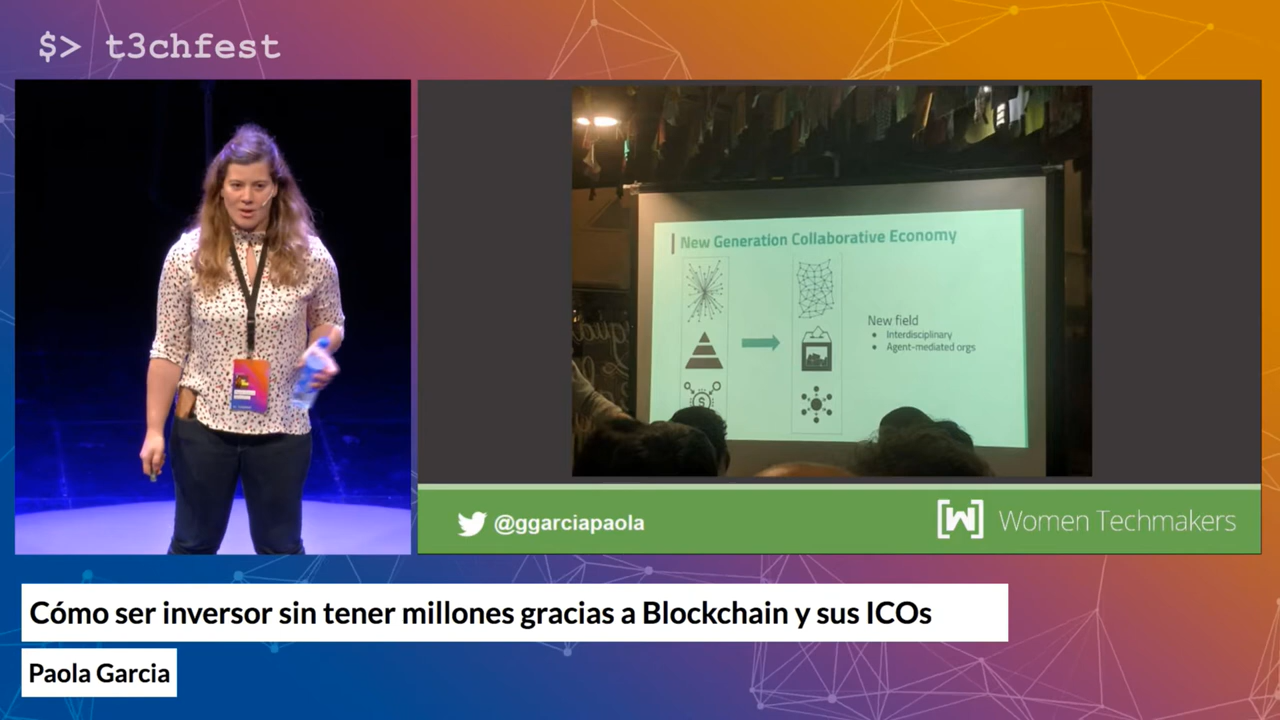 $> t3chfest
New Generation Collaborative Economy
New field
Interdisciplinary
Agent-mediated orgs
$
@ggarciapaola
[W] Women Techmakers
Cómo ser inversor sin tener millones gracias a Blockchain y sus ICOs
Paola Garcia